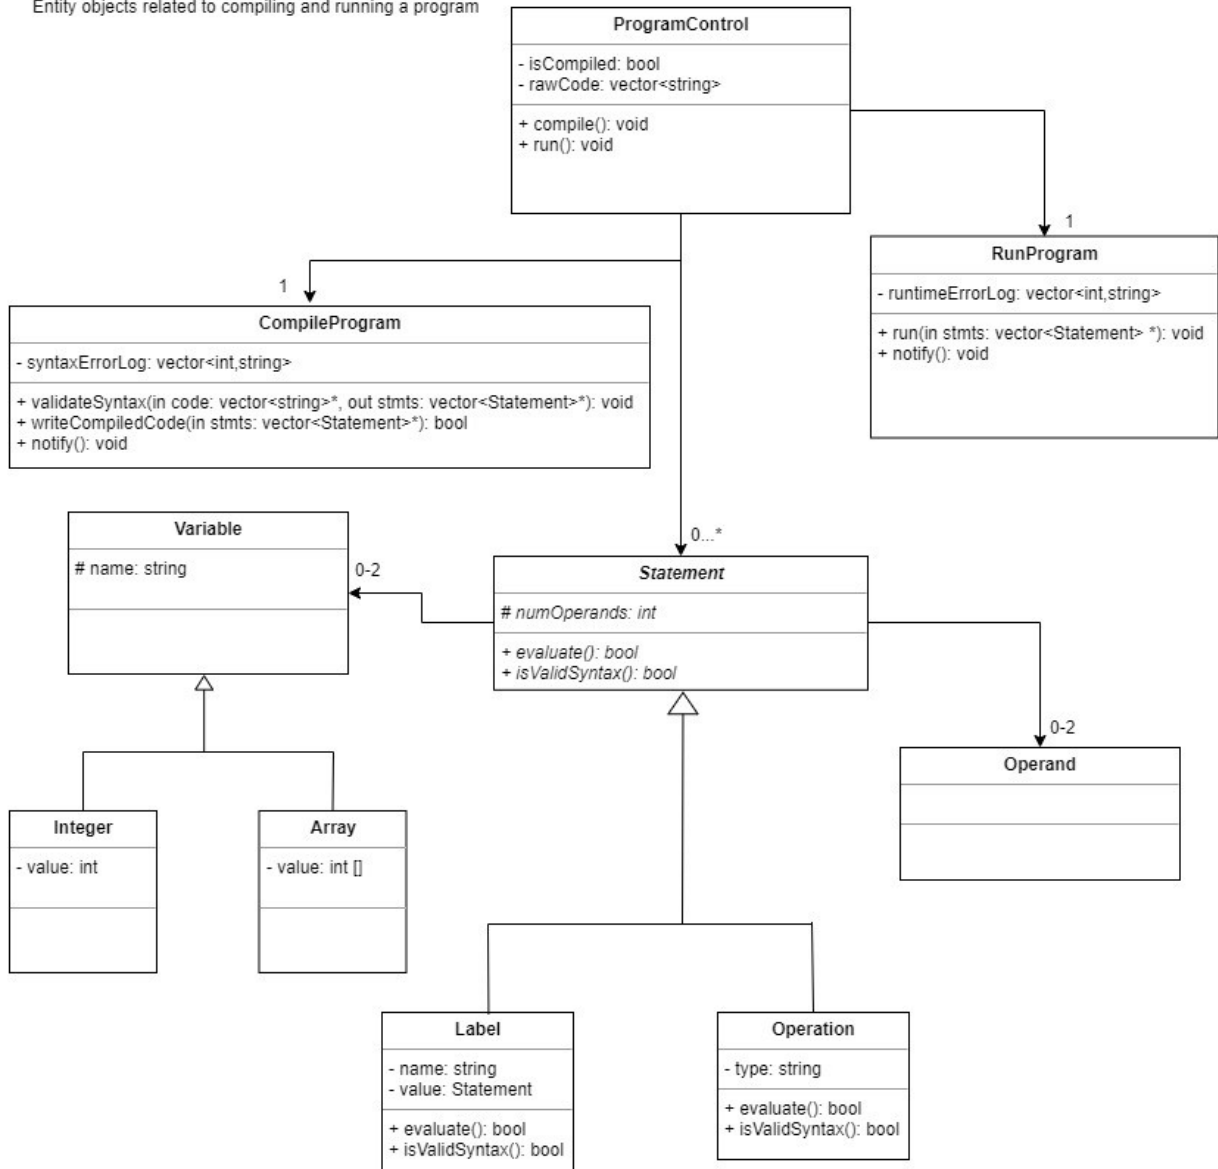 Entity objects related to compiling and running a program
ProgramControl
- isCompiled: bool
- rawCode: vector<string>
+ compile(): void
+ run(): void
1
RunProgram
- runtimeErrorLog: vector<int,string>
+ run(in stmts: vector<Statement> *): void
+ notify(): void
1
CompileProgram
- syntaxErrorLog: vector<int,string>
+ validateSyntax(in code: vector<string>*, out stmts: vector<Statement>*): void
+ writeCompiledCode(in stmts: vector<Statement>*): bool
+ notify(): void
Variable
# name: string
0-2
0...*
Statement
# numOperands: int
+ evaluate(): bool
+ isValidSyntax(): bool
0-2
Operand
Integer
- value: int
Array
- value: int []
Label
- name: string
- value: Statement
+ evaluate(): bool
+ isValidSyntax(): bool
Operation
- type: string
+ evaluate(): bool
+ isValidSyntax(): bool